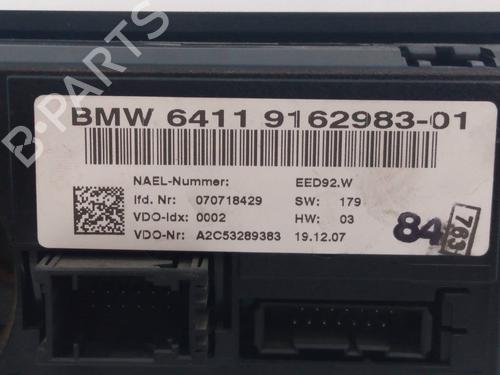 BMW 6411 9162983-01
NAEL-Nummer: EED92.W
lfd. Nr: 070718429 SW: 179
VDO-Idx: 0002 HW: 03
VDO-Nr: A2C53289383 19.12.07
84 763
B-PARTS